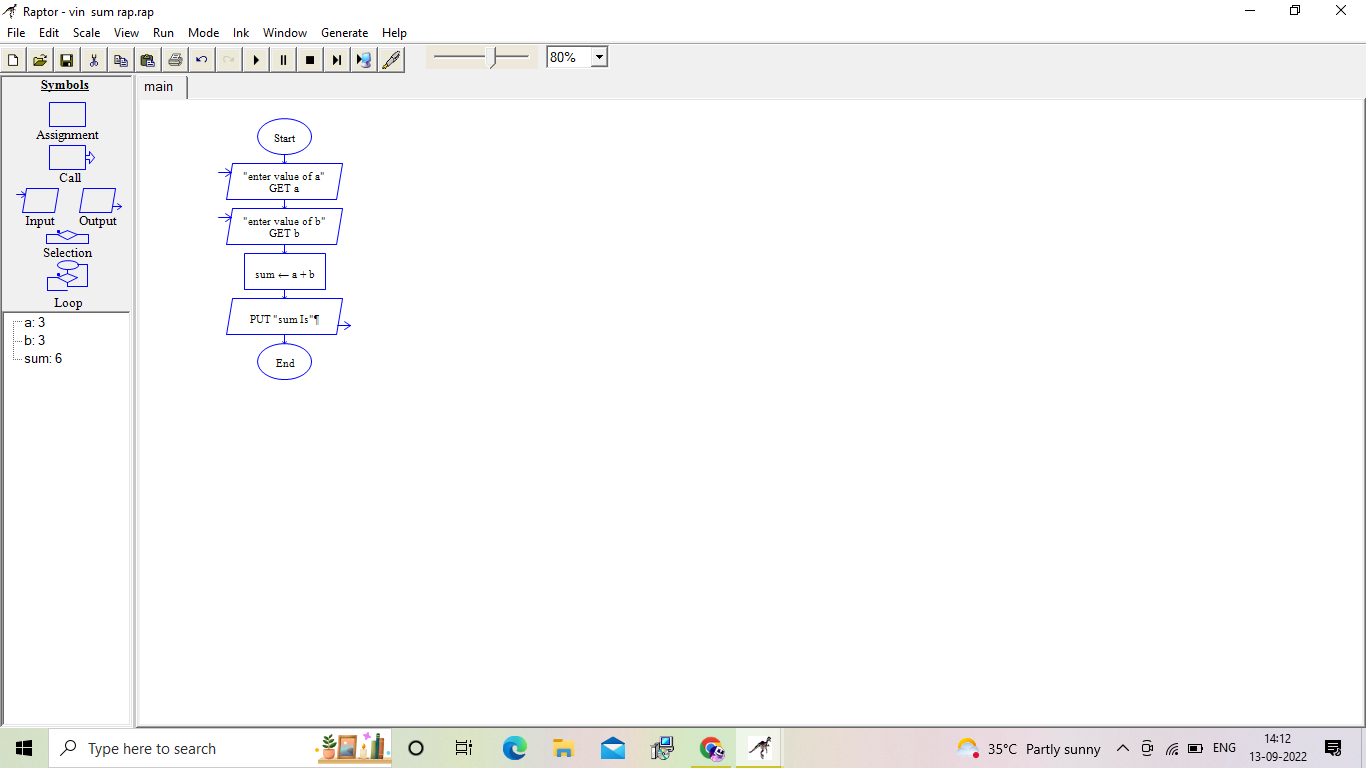 Raptor - vin  sum rap.rap
File Edit Scale View Run Mode Ink Window Generate Help
80%
Symbols
Assignment
Call
Input Output
Selection
Loop
a: 3
b: 3
sum: 6
main
Start
"enter value of a"
GET a
"enter value of b"
GET b
sum ← a + b
PUT "sum Is"¶
End
Type here to search
35°C Partly sunny
ENG
14:12
13-09-2022